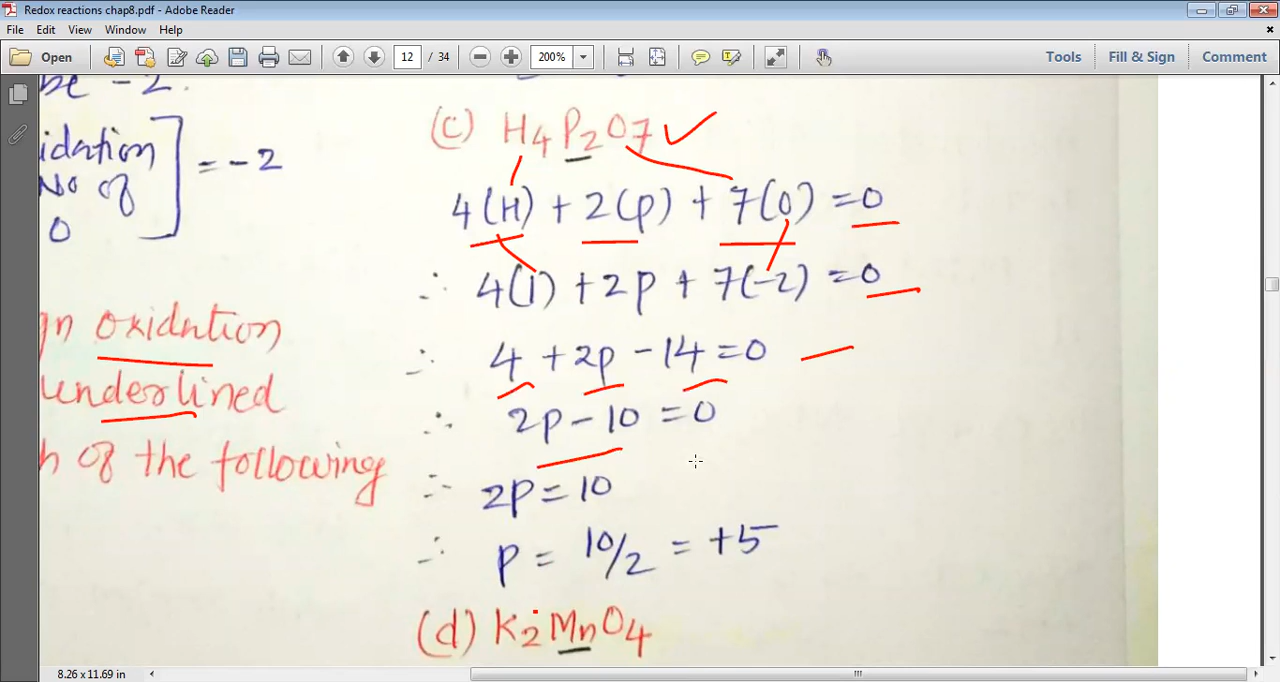 Redox reactions chap8.pdf - Adobe Reader
File Edit View Window Help
Open 12 / 34 200% Tools Fill & Sign Comment
be -2.
idation
No of
O
= -2
gn oxidation
underlined
h of the following
(c) H4P2O7
4(H) + 2(P) + 7(O) = 0
∴ 4(1) + 2P + 7(-2) = 0
∴ 4 + 2P - 14 = 0
∴ 2P - 10 = 0
∴ 2P = 10
∴ P = 10/2 = +5
(d) K2MnO4
8.26 x 11.69 in